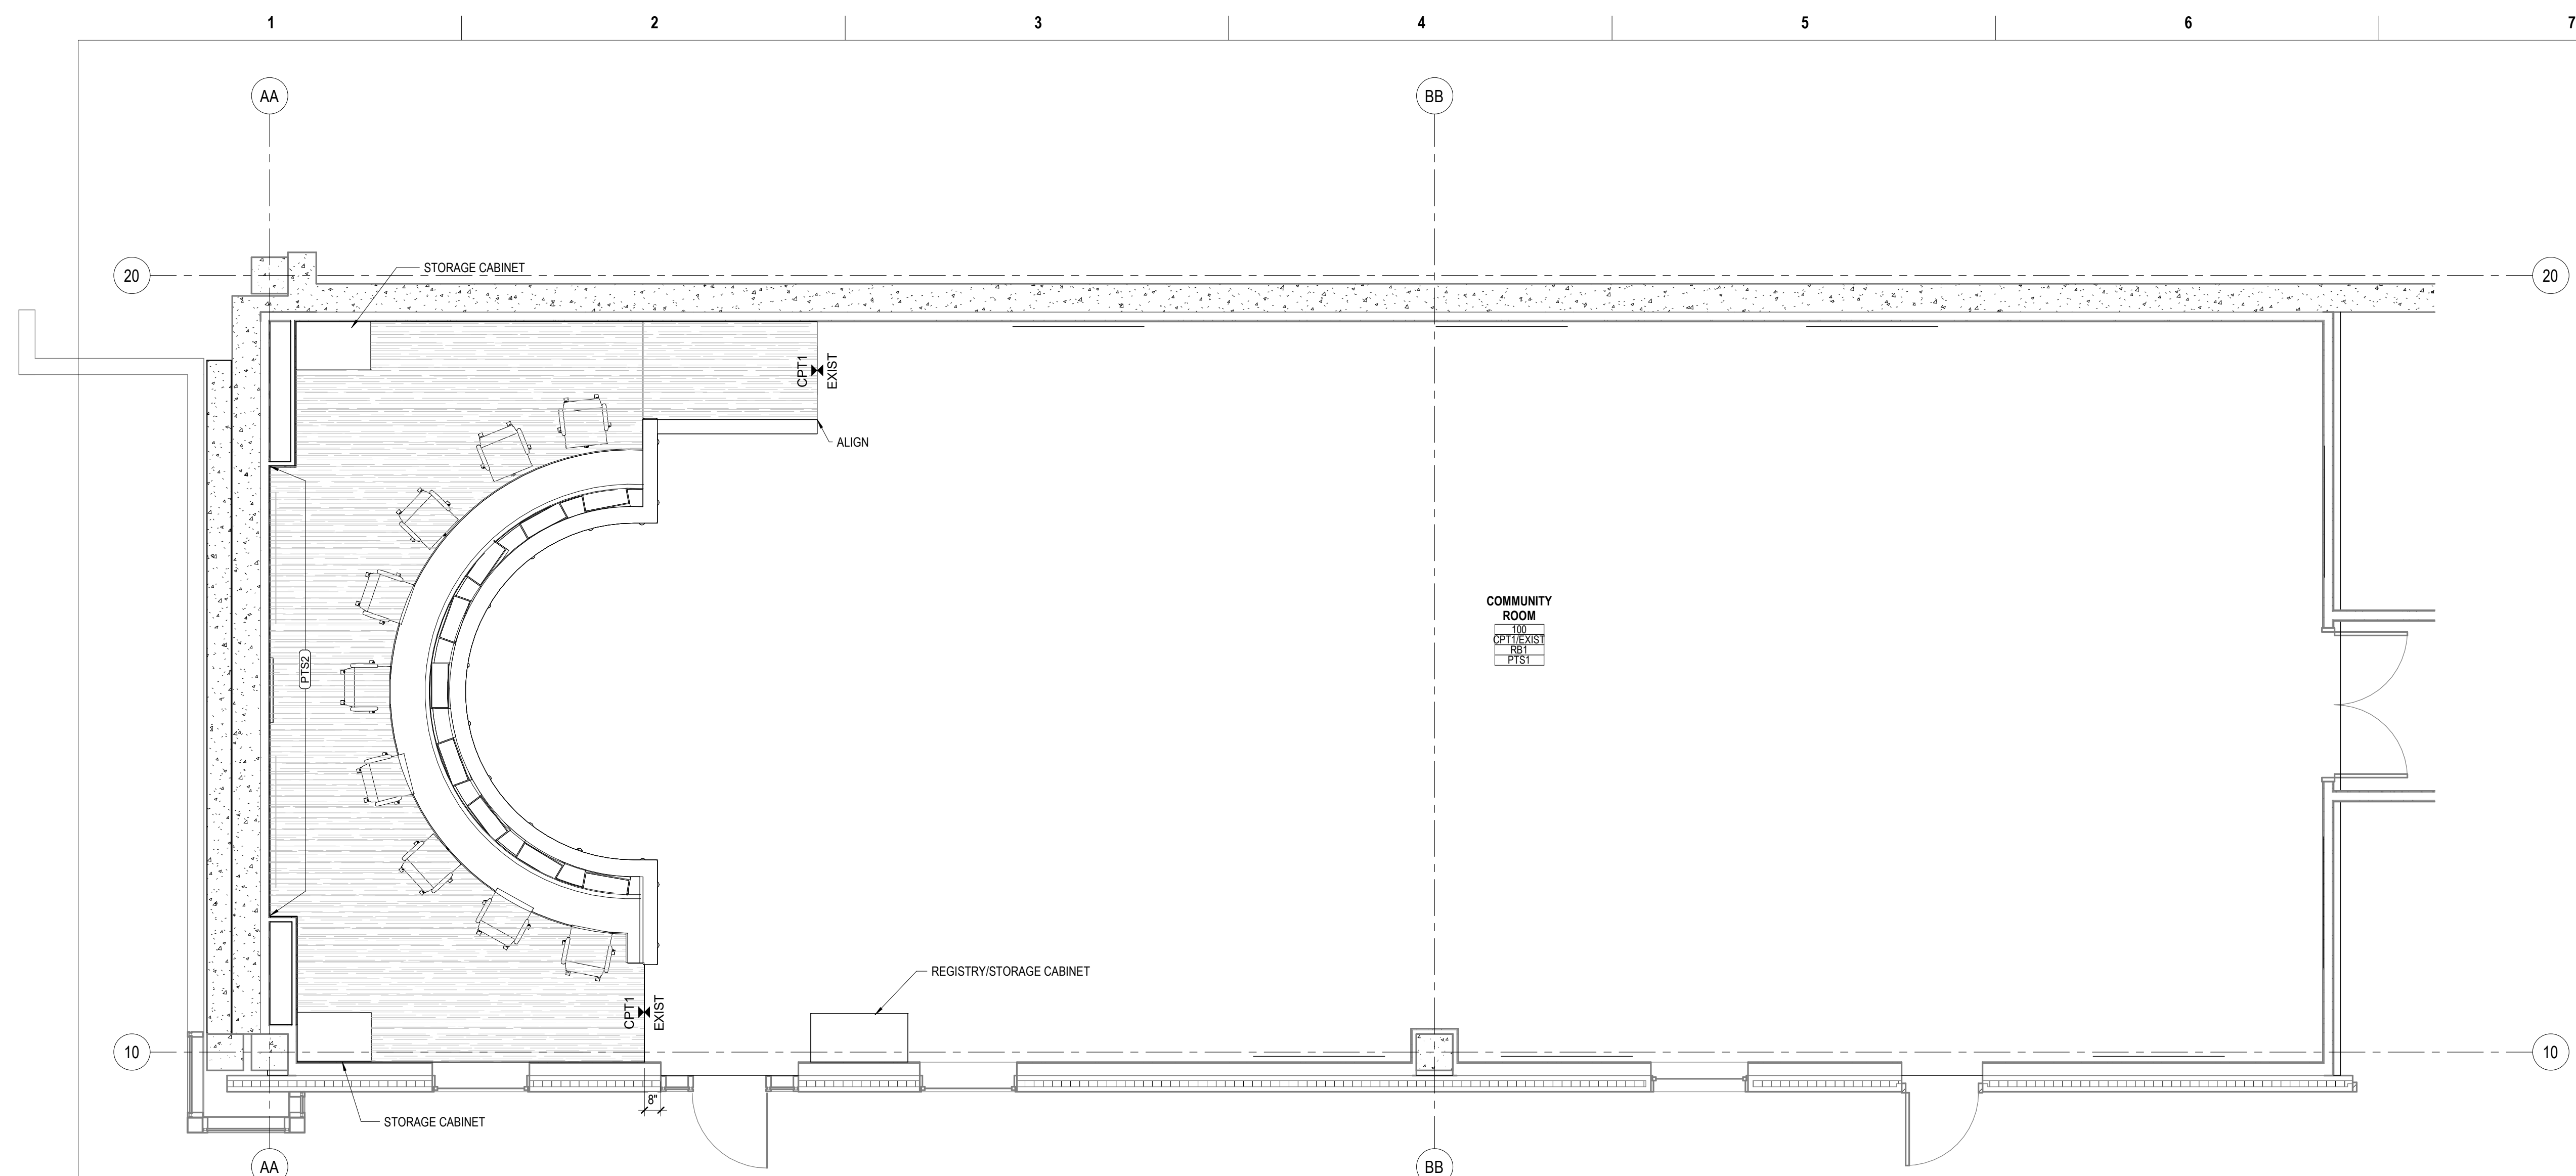 1 2 3 4 5 6 7
AA BB
20 STORAGE CABINET 20
CPT1 EXIST
ALIGN
COMMUNITY
ROOM
100
CPT1/EXIST
RB1
PTS1
PTS2
REGISTRY/STORAGE CABINET
CPT1 EXIST
10 10
8"
STORAGE CABINET
AA BB